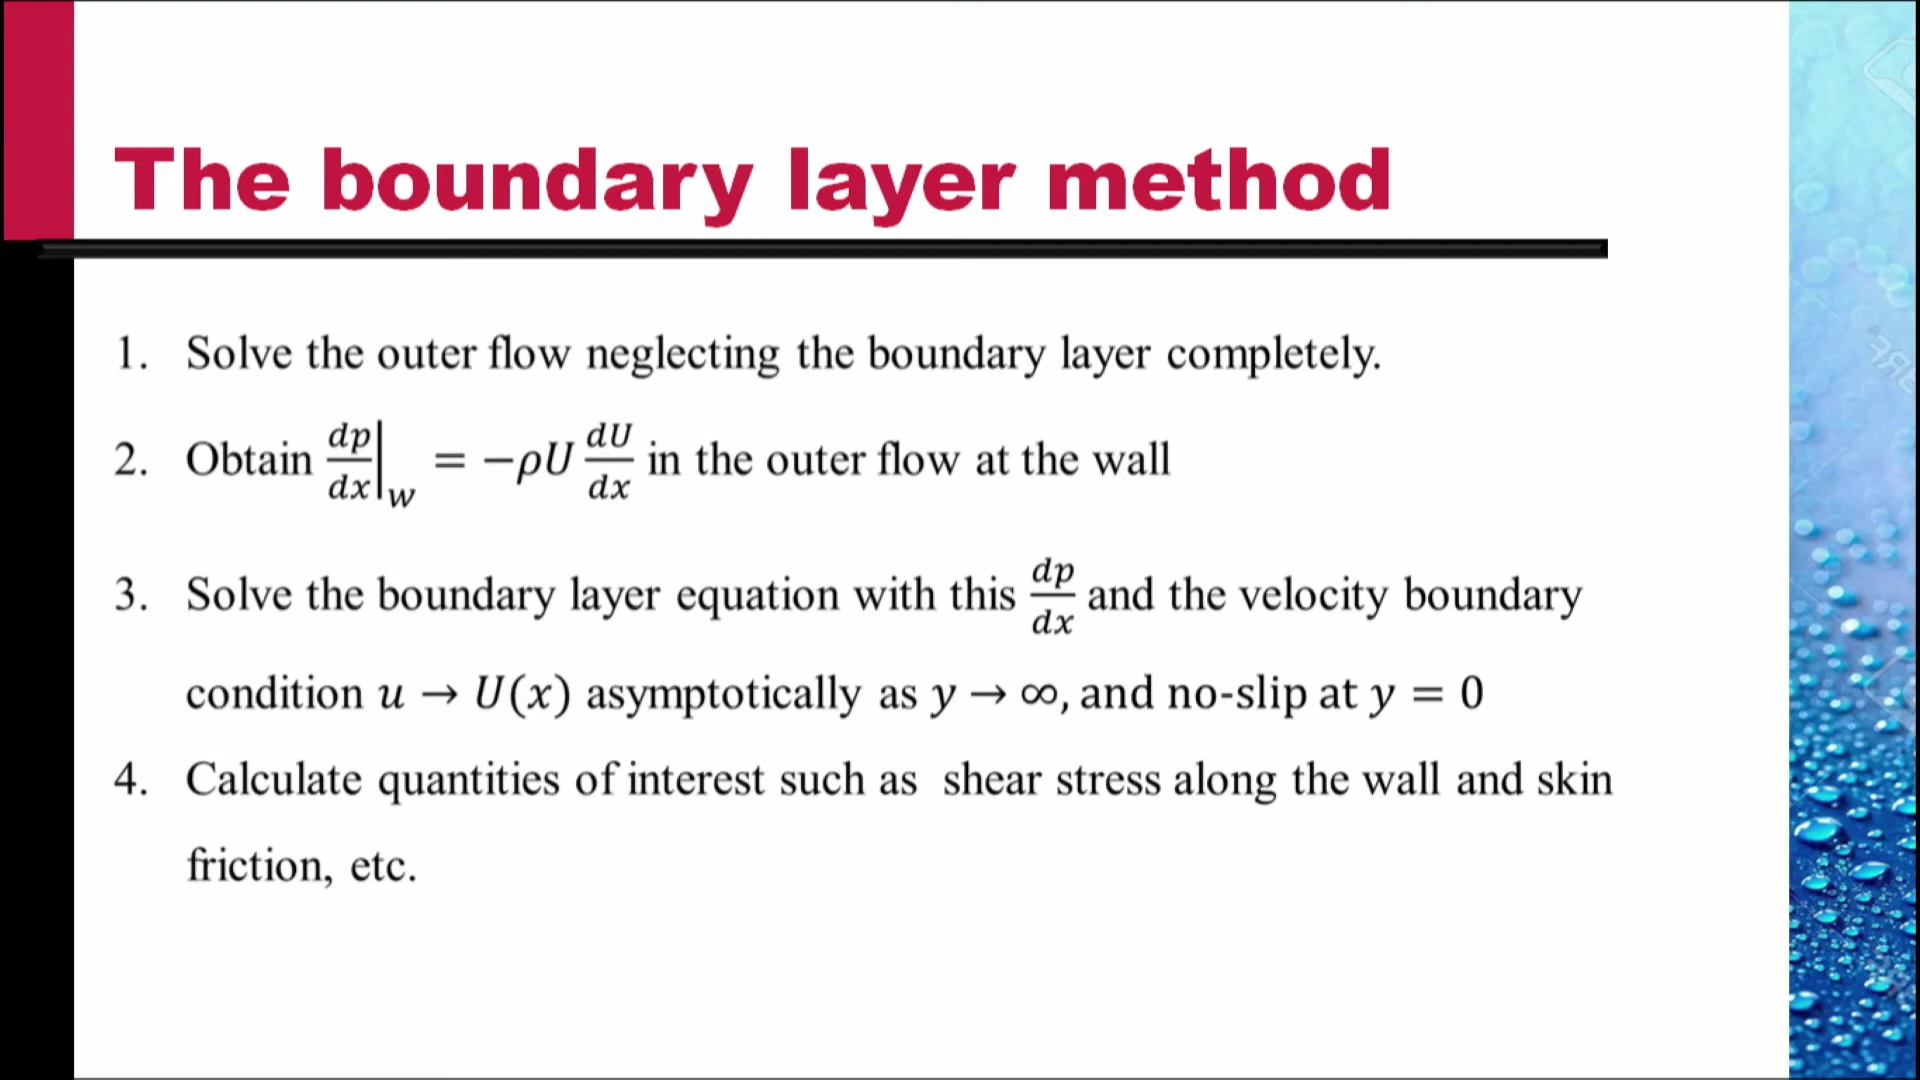 The boundary layer method
1. Solve the outer flow neglecting the boundary layer completely.
2. Obtain dp/dx|w = −ρU dU/dx in the outer flow at the wall
3. Solve the boundary layer equation with this dp/dx and the velocity boundary
condition u → U(x) asymptotically as y → ∞, and no-slip at y = 0
4. Calculate quantities of interest such as shear stress along the wall and skin
friction, etc.